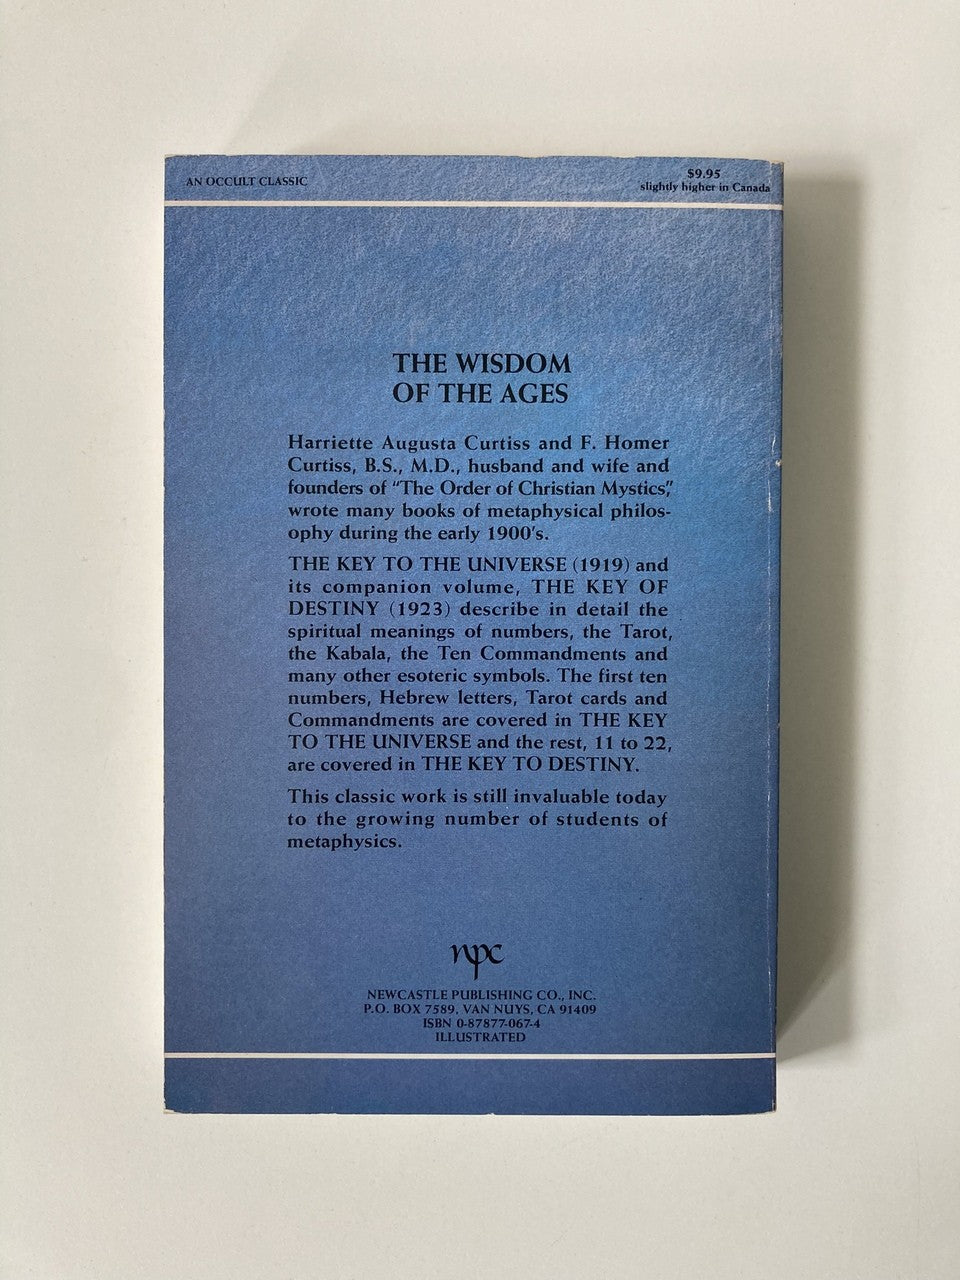 AN OCCULT CLASSIC
$9.95
slightly higher in Canada
THE WISDOM
OF THE AGES
Harriette Augusta Curtiss and F. Homer
Curtiss, B.S., M.D., husband and wife and
founders of "The Order of Christian Mystics,"
wrote many books of metaphysical philos-
ophy during the early 1900's.
THE KEY TO THE UNIVERSE (1919) and
its companion volume, THE KEY OF
DESTINY (1923) describe in detail the
spiritual meanings of numbers, the Tarot,
the Kabala, the Ten Commandments and
many other esoteric symbols. The first ten
numbers, Hebrew letters, Tarot cards and
Commandments are covered in THE KEY
TO THE UNIVERSE and the rest, 11 to 22,
are covered in THE KEY TO DESTINY.
This classic work is still invaluable today
to the growing number of students of
metaphysics.
npc
NEWCASTLE PUBLISHING CO., INC.
P.O. BOX 7589, VAN NUYS, CA 91409
ISBN 0-87877-067-4
ILLUSTRATED